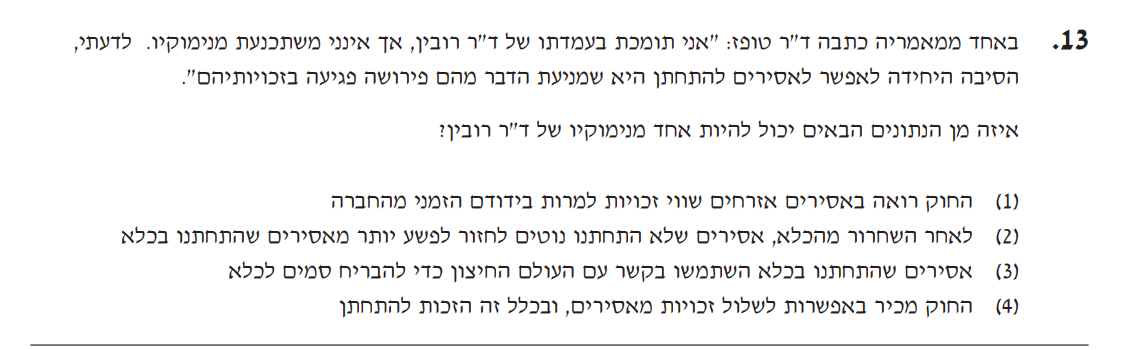 13. באחד ממאמריה כתבה ד"ר טופז: "אני תומכת בעמדתו של ד"ר רובין, אך אינני משתכנעת מנימוקיו. לדעתי,
הסיבה היחידה לאפשר לאסירים להתחתן היא שמניעת הדבר מהם פירושה פגיעה בזכויותיהם".
איזה מן הנתונים הבאים יכול להיות אחד מנימוקיו של ד"ר רובין?
(1) החוק רואה באסירים אזרחים שווי זכויות למרות בידודם הזמני מהחברה
(2) לאחר השחרור מהכלא, אסירים שלא התחתנו נוטים לחזור לפשע יותר מאסירים שהתחתנו בכלא
(3) אסירים שהתחתנו בכלא השתמשו בקשר עם העולם החיצון כדי להבריח סמים לכלא
(4) החוק מכיר באפשרות לשלול זכויות מאסירים, ובכלל זה הזכות להתחתן